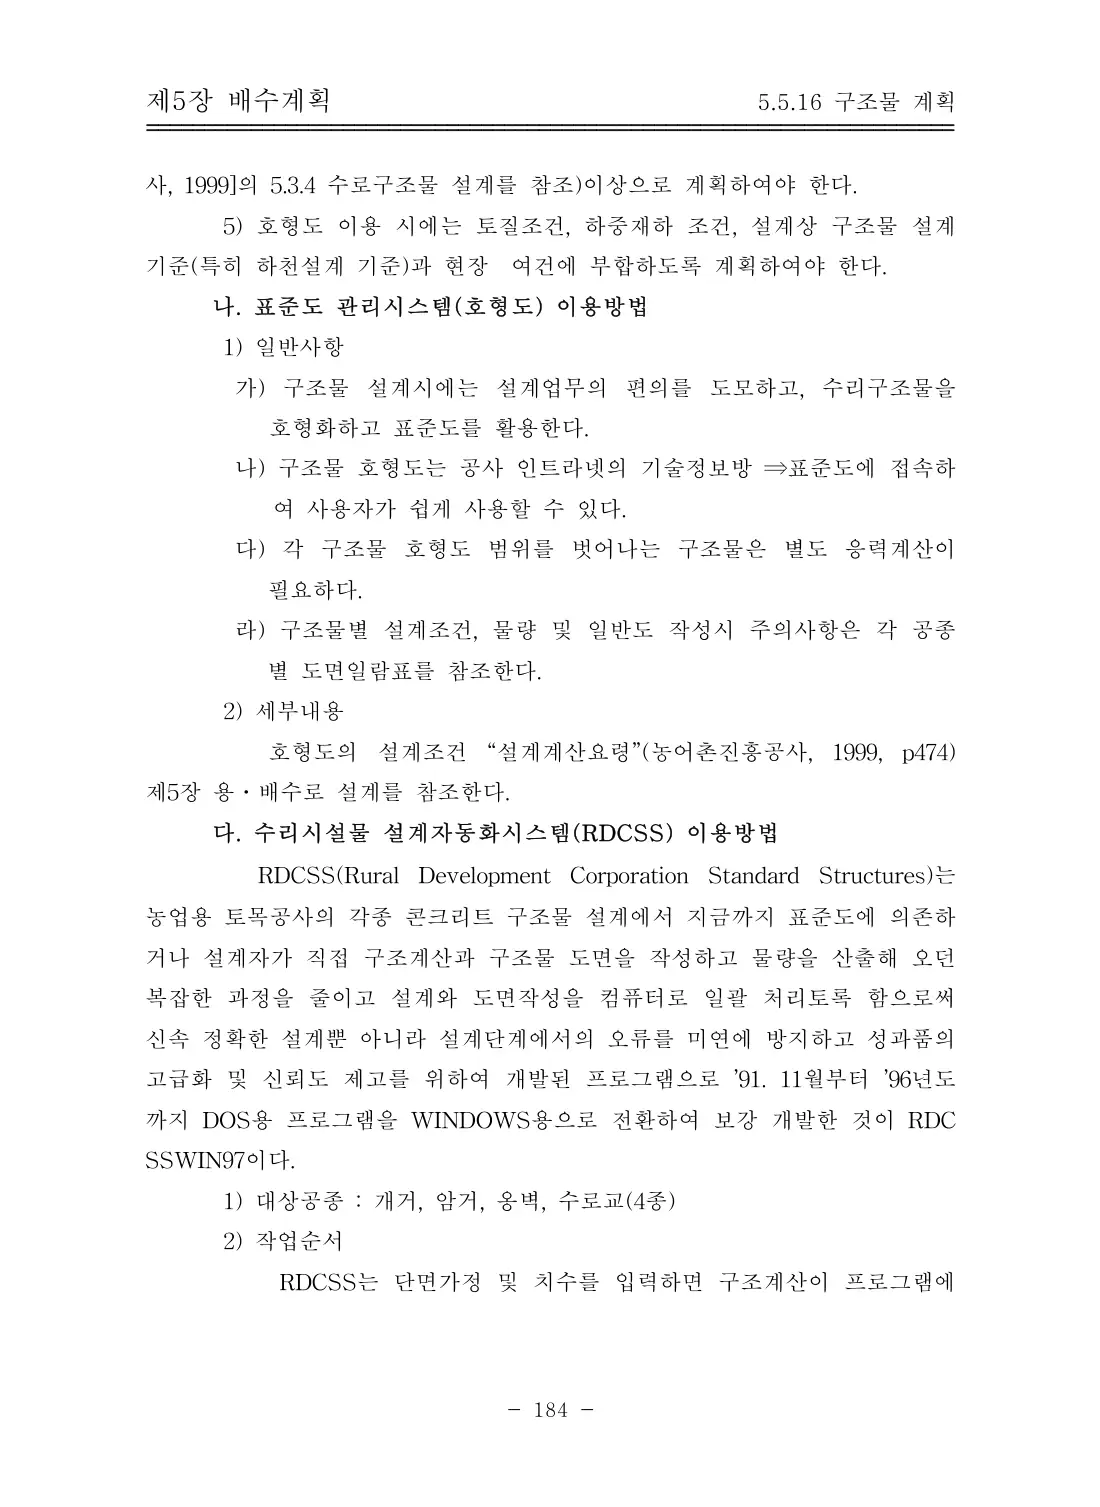 제5장 배수계획
5.5.16 구조물 계획
사, 1999]의 5.3.4 수로구조물 설계를 참조)이상으로 계획하여야 한다.
5) 호형도 이용 시에는 토질조건, 하중재하 조건, 설계상 구조물 설계
기준(특히 하천설계 기준)과 현장 여건에 부합하도록 계획하여야 한다.
나. 표준도 관리시스템(호형도) 이용방법
1) 일반사항
가) 구조물 설계시에는 설계업무의 편의를 도모하고, 수리구조물을
호형화하고 표준도를 활용한다.
나) 구조물 호형도는 공사 인트라넷의 기술정보방 ⇒표준도에 접속하
여 사용자가 쉽게 사용할 수 있다.
다) 각 구조물 호형도 범위를 벗어나는 구조물은 별도 응력계산이
필요하다.
라) 구조물별 설계조건, 물량 및 일반도 작성시 주의사항은 각 공종
별 도면일람표를 참조한다.
2) 세부내용
호형도의 설계조건 “설계계산요령”(농어촌진흥공사, 1999, p474)
제5장 용・배수로 설계를 참조한다.
다. 수리시설물 설계자동화시스템(RDCSS) 이용방법
RDCSS(Rural Development Corporation Standard Structures)는
농업용 토목공사의 각종 콘크리트 구조물 설계에서 지금까지 표준도에 의존하
거나 설계자가 직접 구조계산과 구조물 도면을 작성하고 물량을 산출해 오던
복잡한 과정을 줄이고 설계와 도면작성을 컴퓨터로 일괄 처리토록 함으로써
신속 정확한 설계뿐 아니라 설계단계에서의 오류를 미연에 방지하고 성과품의
고급화 및 신뢰도 제고를 위하여 개발된 프로그램으로 ’91. 11월부터 ’96년도
까지 DOS용 프로그램을 WINDOWS용으로 전환하여 보강 개발한 것이 RDC
SSWIN97이다.
1) 대상공종 : 개거, 암거, 옹벽, 수로교(4종)
2) 작업순서
RDCSS는 단면가정 및 치수를 입력하면 구조계산이 프로그램에
- 184 -